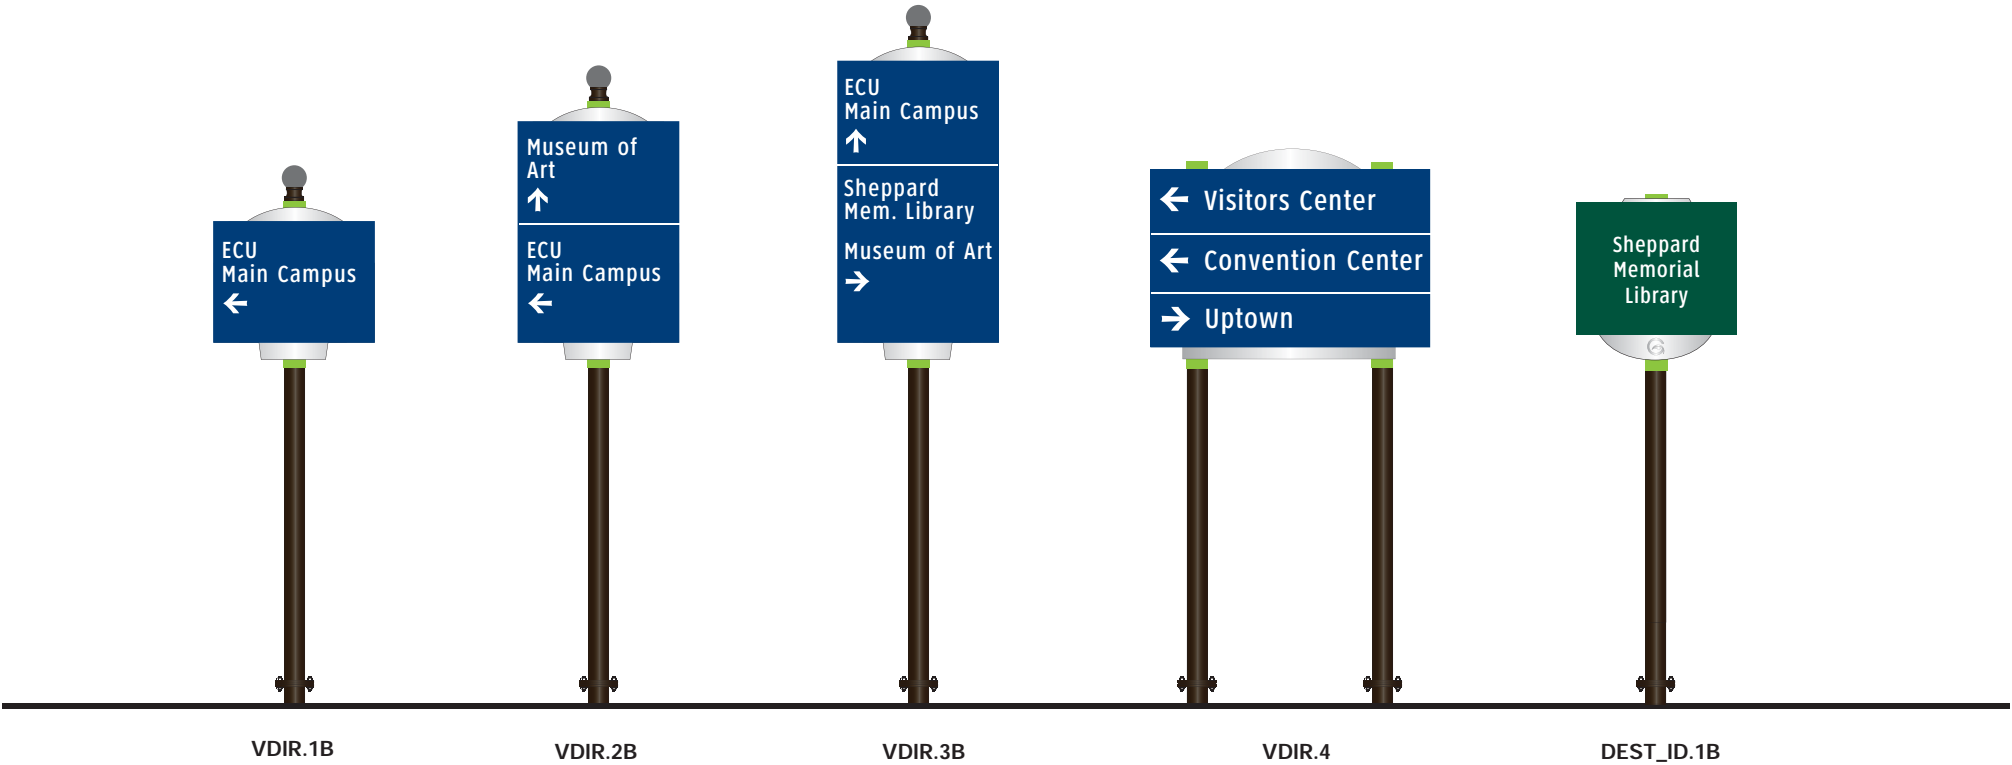 ECU
Main Campus
←
Museum of
Art
↑
ECU
Main Campus
←
ECU
Main Campus
↑
Sheppard
Mem. Library
Museum of Art
→
← Visitors Center
← Convention Center
→ Uptown
Sheppard
Memorial
Library
VDIR.1B
VDIR.2B
VDIR.3B
VDIR.4
DEST_ID.1B